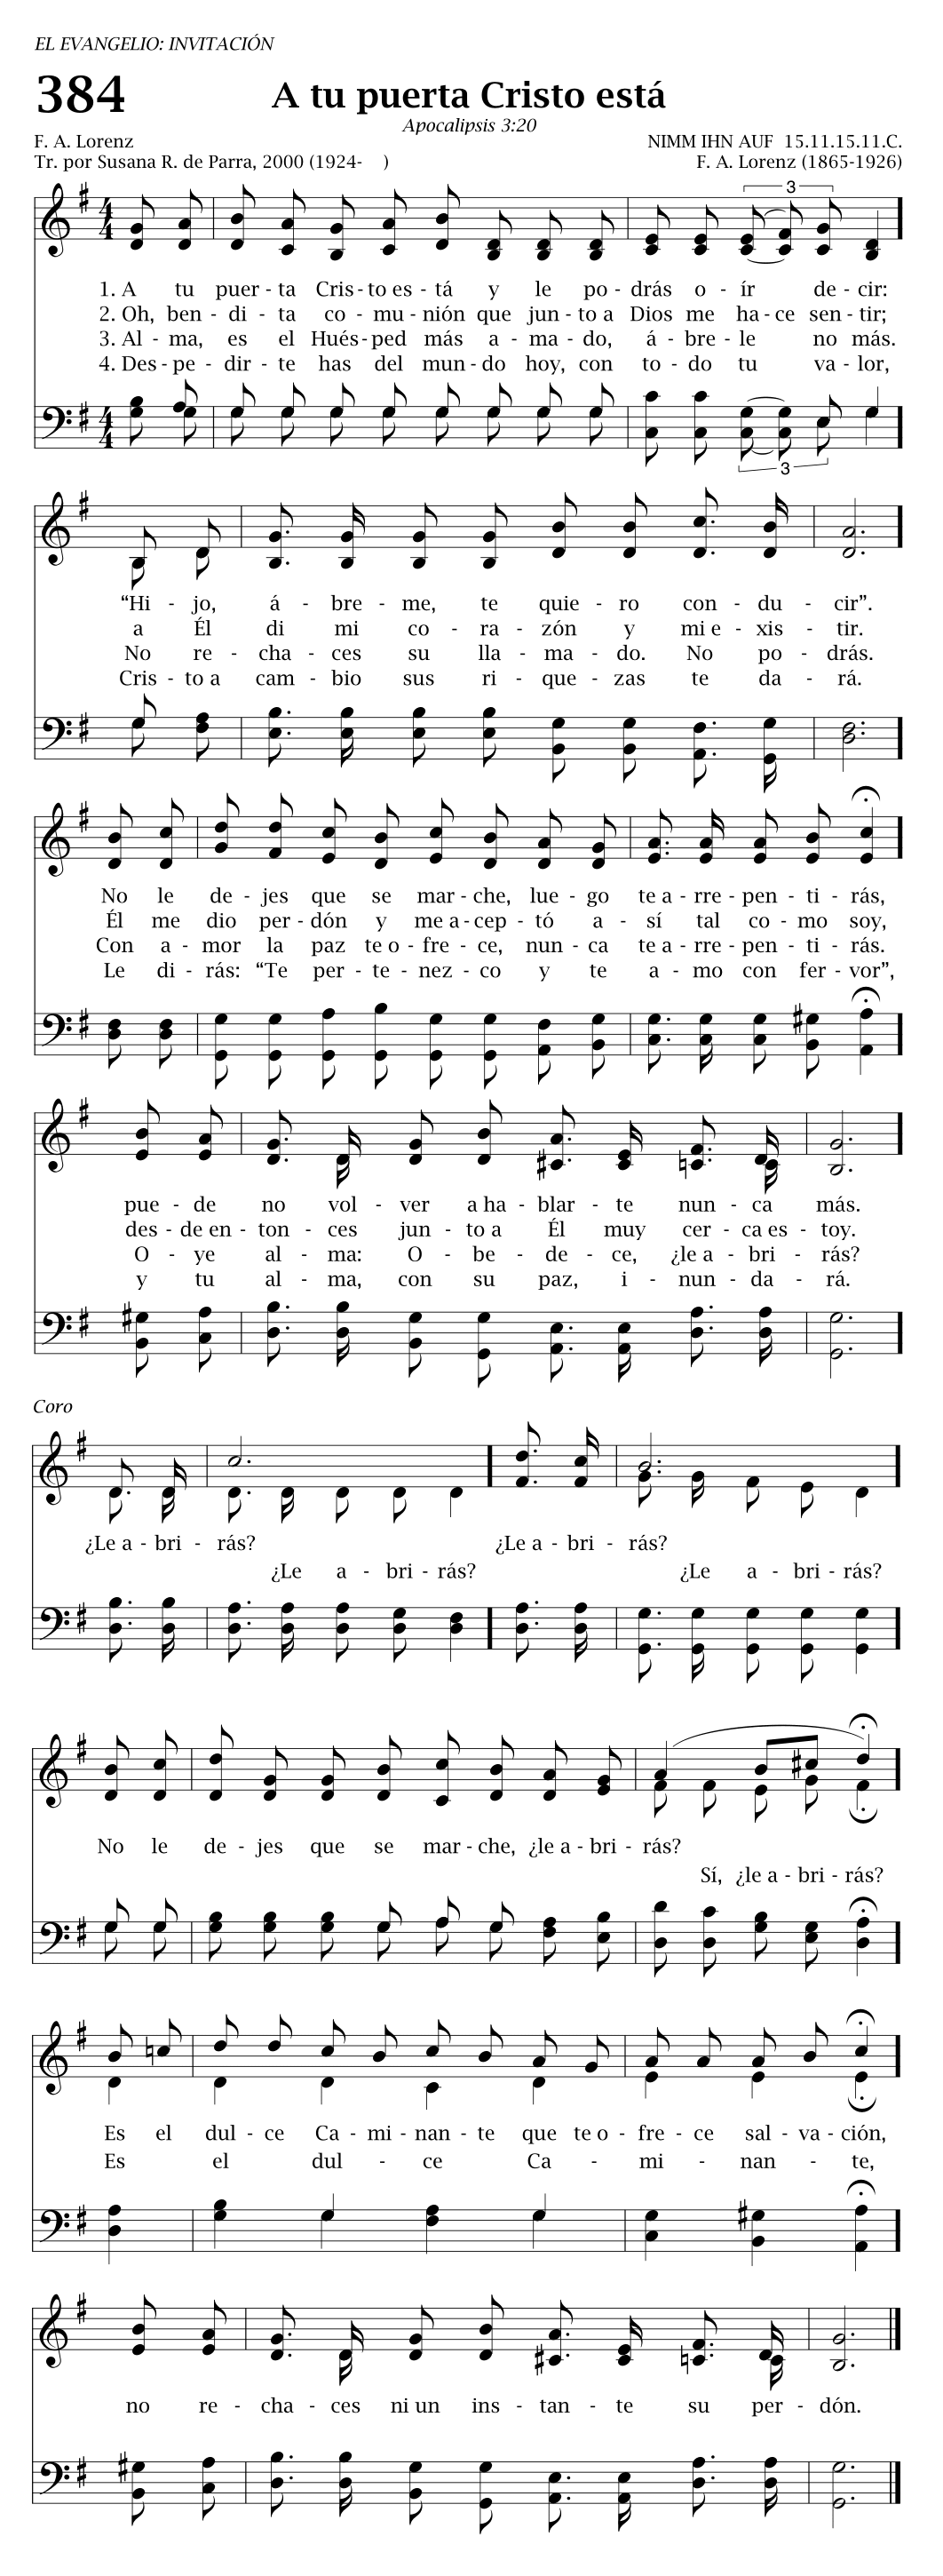 EL EVANGELIO: INVITACIÓN
384
A tu puerta Cristo está
Apocalipsis 3:20
F. A. Lorenz
NIMM IHN AUF 15.11.15.11.C.
Tr. por Susana R. de Parra, 2000 (1924- )
F. A. Lorenz (1865-1926)
3
1. A tu puer - ta Cris - to es - tá y le po - drás o - ír de - cir:
2. Oh, ben - di - ta co - mu - nión que jun - to a Dios me ha - ce sen - tir;
3. Al - ma, es el Hués - ped más a - ma - do, á - bre - le no más.
4. Des - pe - dir - te has del mun - do hoy, con to - do tu va - lor,
3
“Hi - jo, á - bre - me, te quie - ro con - du - cir”.
a Él di mi co - ra - zón y mi e - xis - tir.
No re - cha - ces su lla - ma - do. No po - drás.
Cris - to a cam - bio sus ri - que - zas te da - rá.
No le de - jes que se mar - che, lue - go te a - rre - pen - ti - rás,
Él me dio per - dón y me a - cep - tó a - sí tal co - mo soy,
Con a - mor la paz te o - fre - ce, nun - ca te a - rre - pen - ti - rás.
Le di - rás: “Te per - te - nez - co y te a - mo con fer - vor”,
pue - de no vol - ver a ha - blar - te nun - ca más.
des - de en - ton - ces jun - to a Él muy cer - ca es - toy.
O - ye al - ma: O - be - de - ce, ¿le a - bri - rás?
y tu al - ma, con su paz, i - nun - da - rá.
Coro
¿Le a - bri - rás? ¿Le a - bri - rás?
¿Le a - bri - rás? ¿Le a - bri - rás?
No le de - jes que se mar - che, ¿le a - bri - rás?
Sí, ¿le a - bri - rás?
Es el dul - ce Ca - mi - nan - te que te o - fre - ce sal - va - ción,
Es el dul - ce Ca - mi - nan - te,
no re - cha - ces ni un ins - tan - te su per - dón.